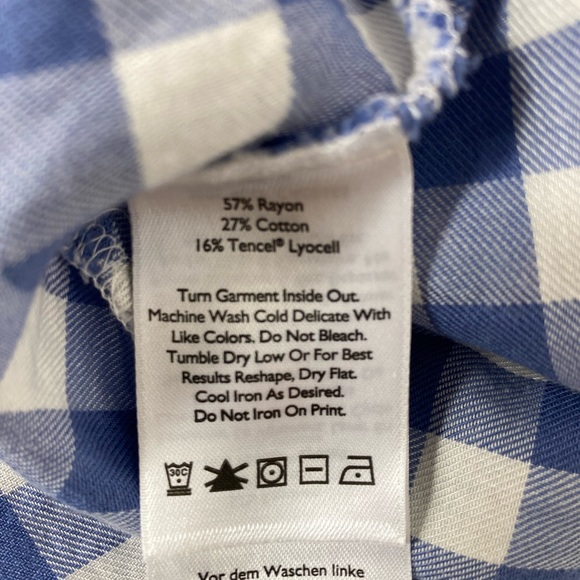 57% Rayon
27% Cotton
16% Tencel® Lyocell
Turn Garment Inside Out.
Machine Wash Cold Delicate With
Like Colors. Do Not Bleach.
Tumble Dry Low Or For Best
Results Reshape, Dry Flat.
Cool Iron As Desired.
Do Not Iron On Print.
30C
Vor dem Waschen linke